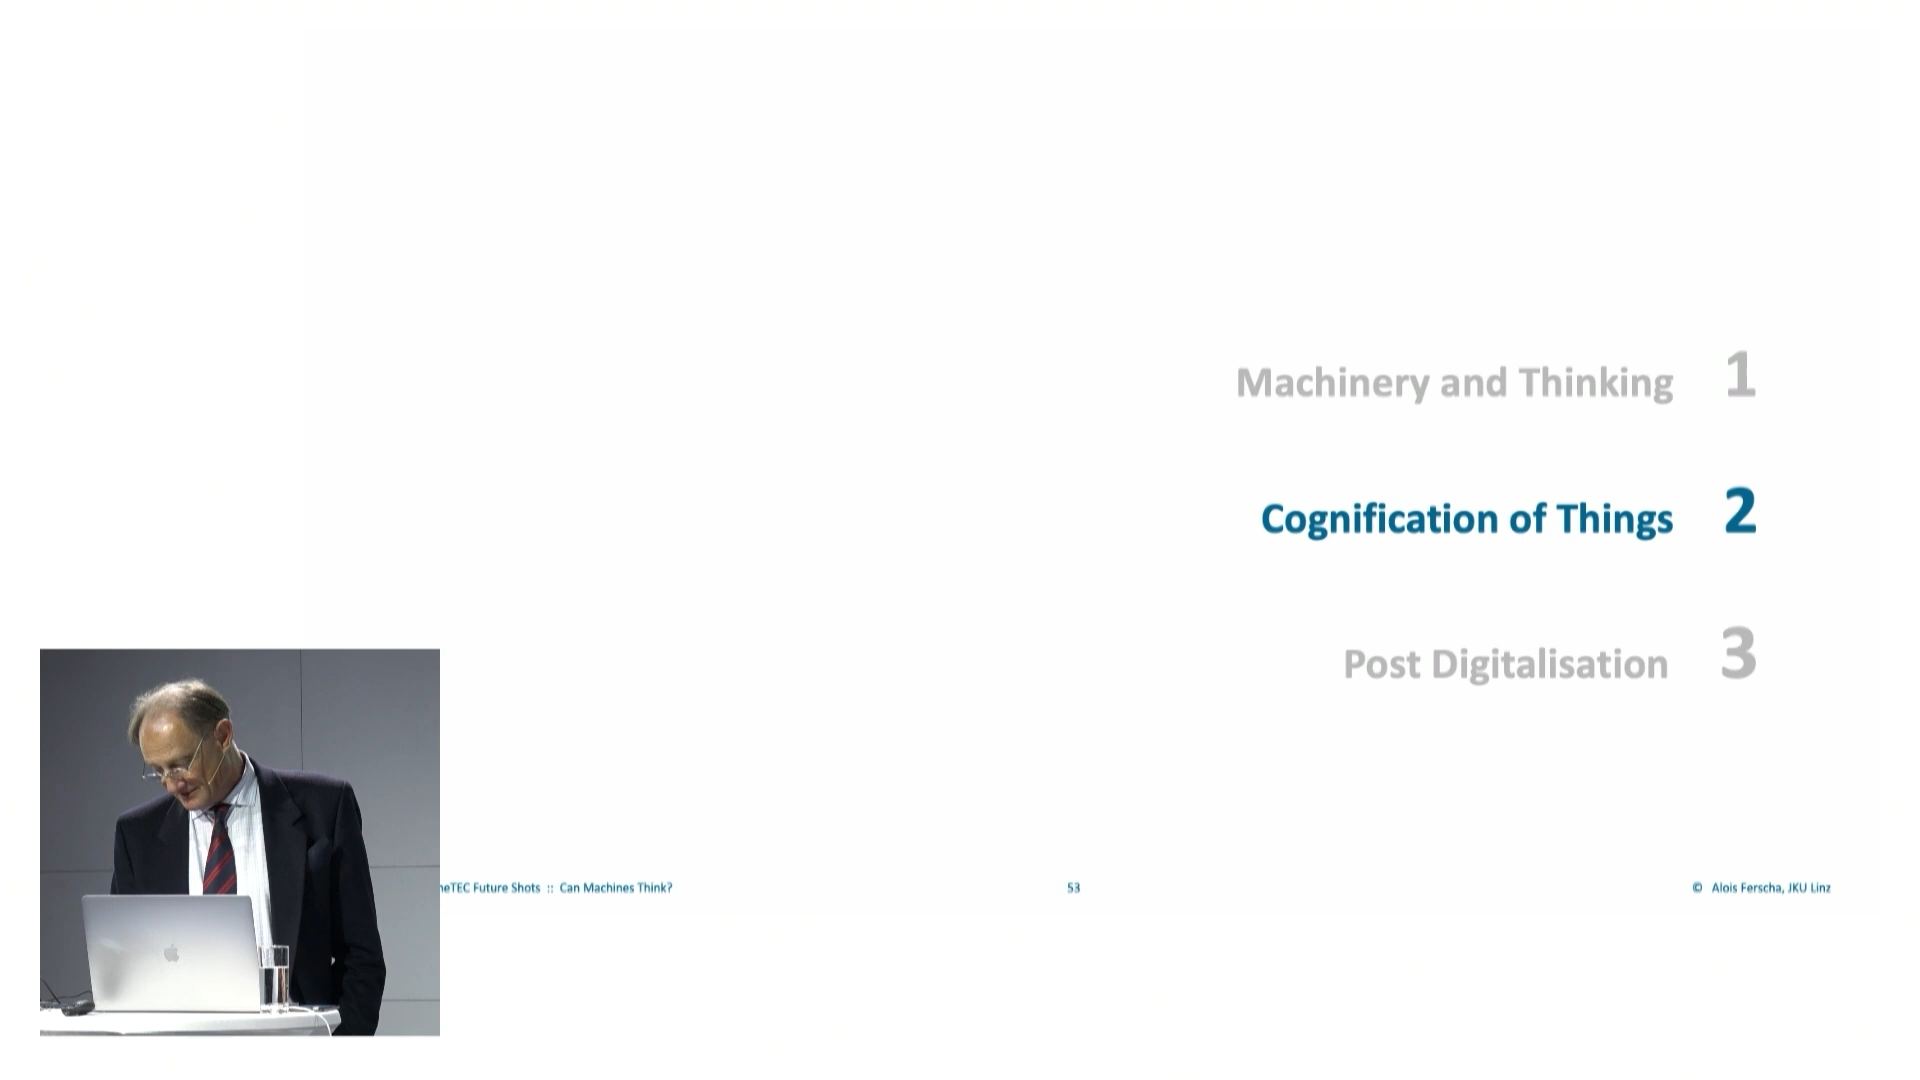 Machinery and Thinking 1
Cognification of Things 2
Post Digitalisation 3
Future Shots :: Can Machines Think?
53
© Alois Ferscha, JKU Linz